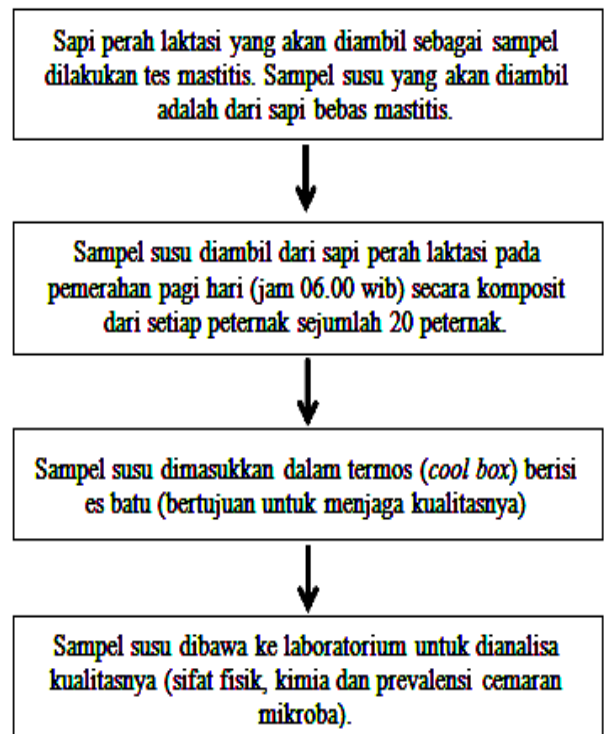 Sapi perah laktasi yang akan diambil sebagai sampel
dilakukan tes mastitis. Sampel susu yang akan diambil
adalah dari sapi bebas mastitis.
Sampel susu diambil dari sapi perah laktasi pada
pemerahan pagi hari (jam 06.00 wib) secara komposit
dari setiap peternak sejumlah 20 peternak.
Sampel susu dimasukkan dalam termos (cool box) berisi
es batu (bertujuan untuk menjaga kualitasnya)
Sampel susu dibawa ke laboratorium untuk dianalisa
kualitasnya (sifat fisik, kimia dan prevalensi cemaran
mikroba).